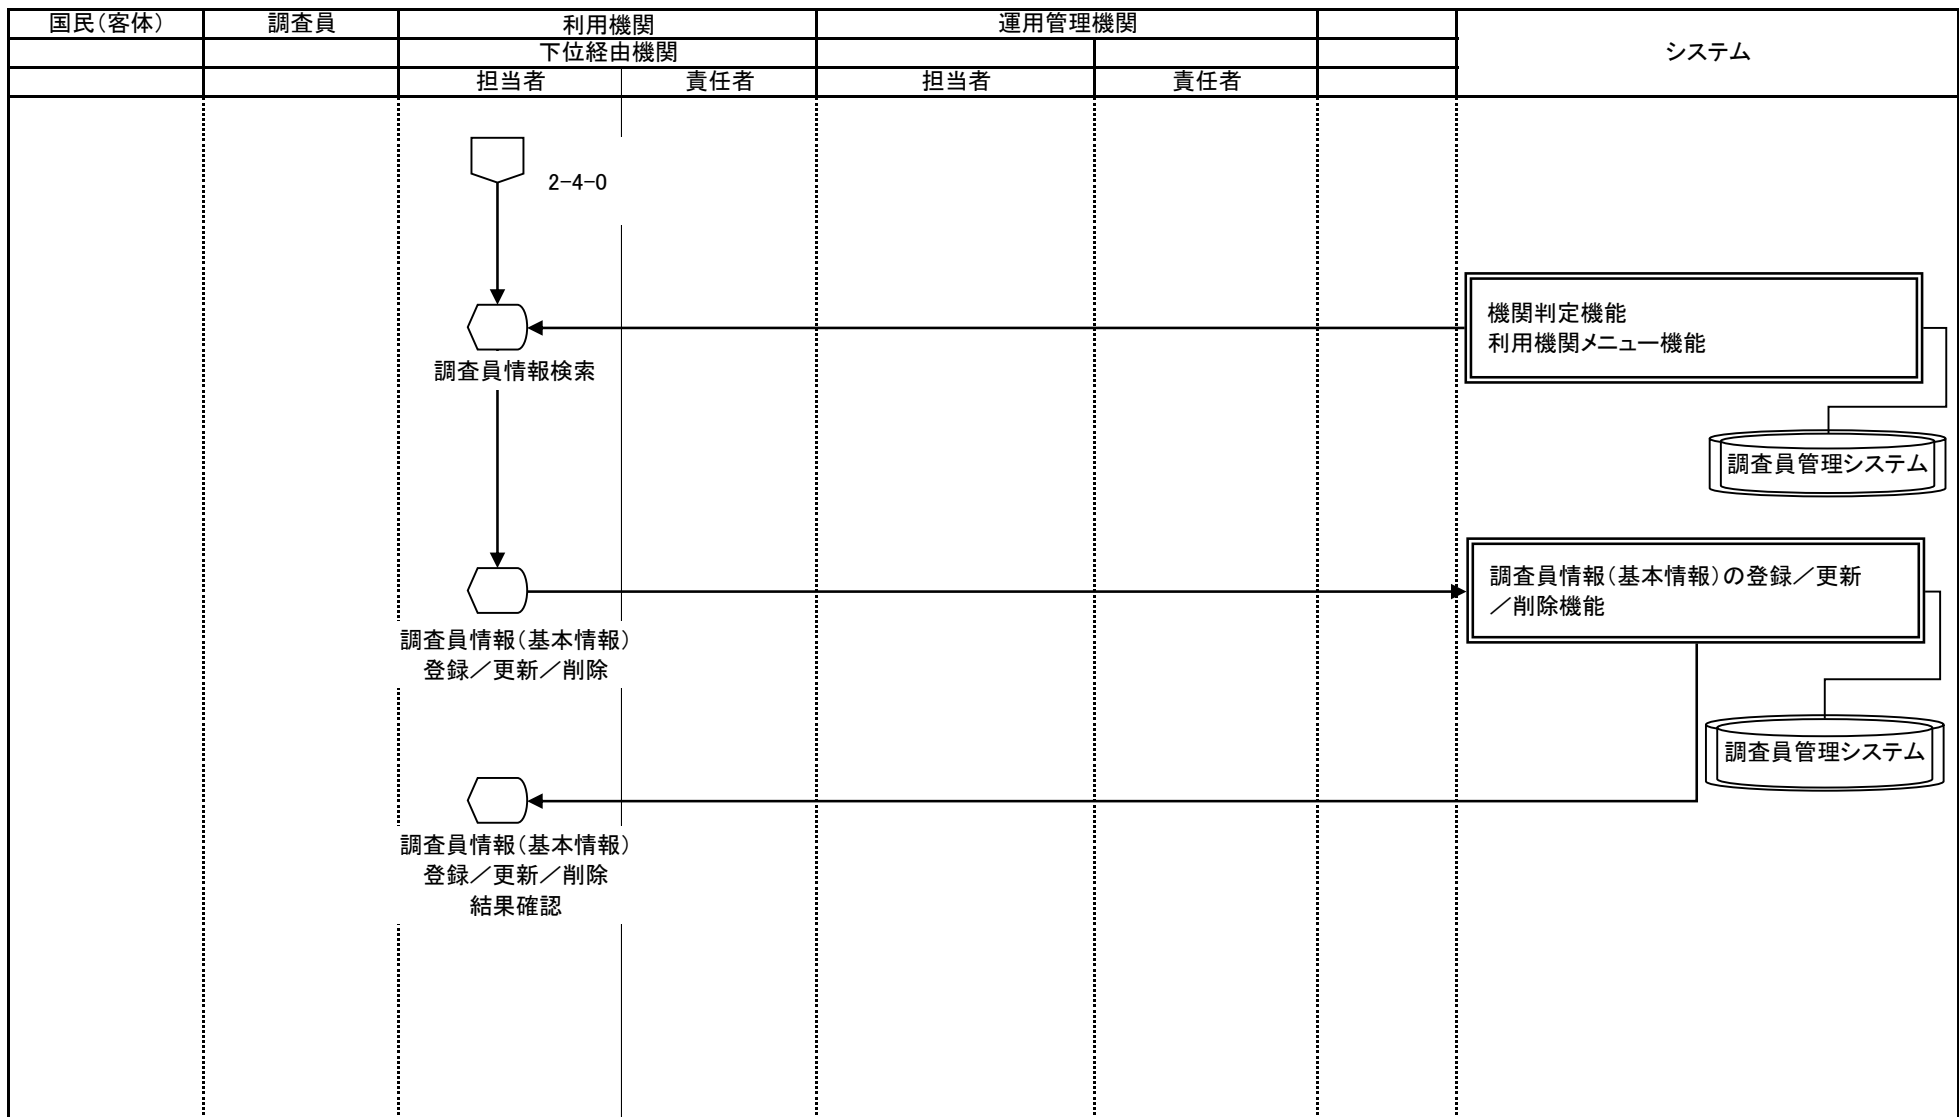 国民(客体)
調査員
利用機関
運用管理機関
システム
下位経由機関
担当者
責任者
担当者
責任者
2-4-0
機関判定機能
利用機関メニュー機能
調査員情報検索
調査員管理システム
調査員情報(基本情報)の登録/更新
/削除機能
調査員情報(基本情報)
登録/更新/削除
調査員管理システム
調査員情報(基本情報)
登録/更新/削除
結果確認